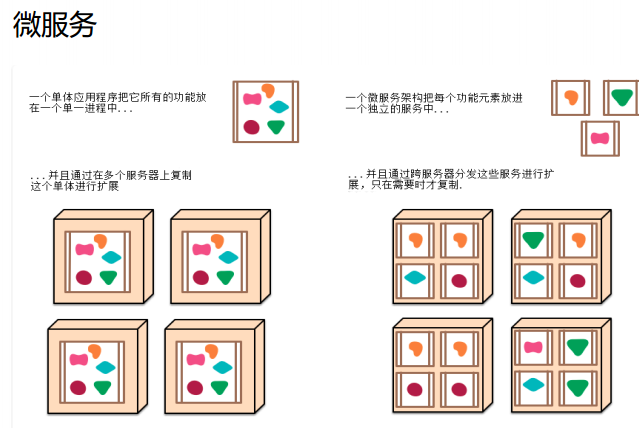 微服务
一个单体应用程序把它所有的功能放
在一个单一进程中...
一个微服务架构把每个功能元素放进
一个独立的服务中...
...并且通过在多个服务器上复制
这个单体进行扩展
...并且通过跨服务器分发这些服务进行扩
展，只在需要时才复制.